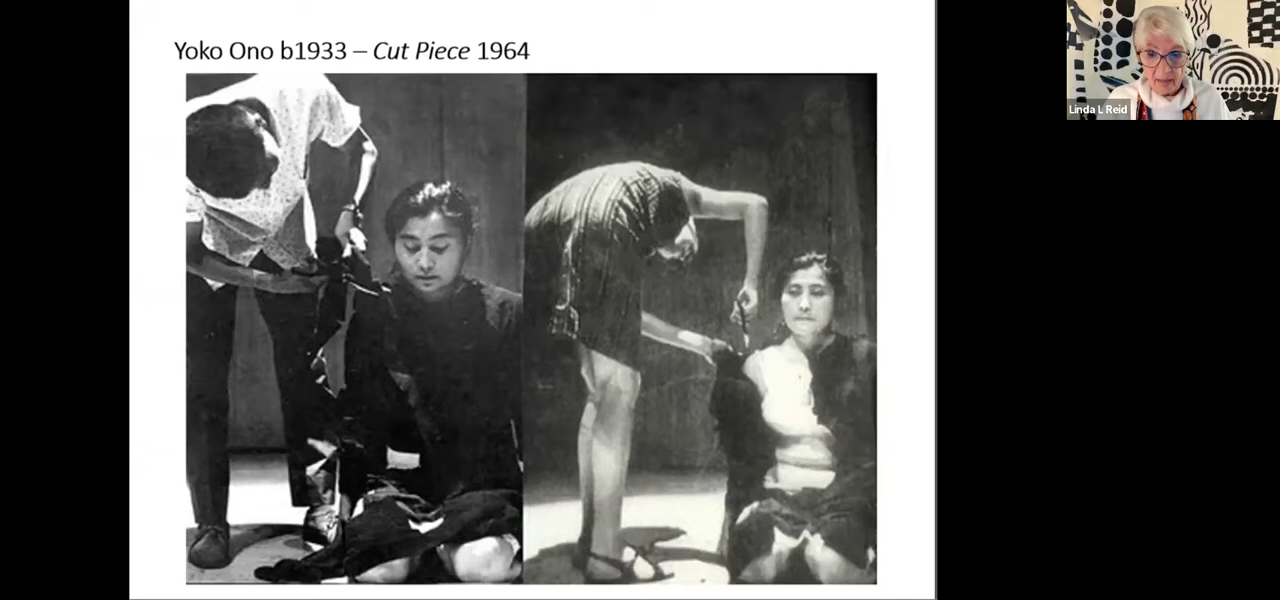 Yoko Ono b1933 – Cut Piece 1964
Linda L Reid